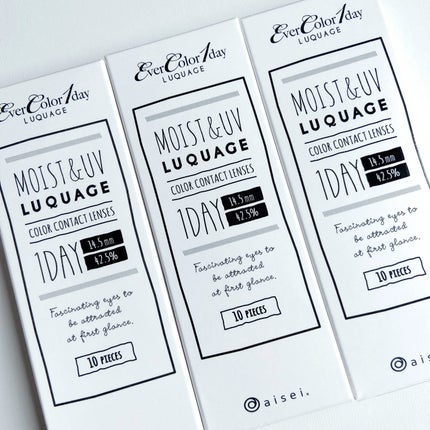 EverColor1day
LUQUAGE
MOIST&UV
LUQUAGE
COLOR CONTACT LENSES
1DAY
14.5mm
42.5%
Fascinating eyes to
be attracted
at first glance.
10 PIECES
EverColor1day
LUQUAGE
MOIST&UV
LUQUAGE
COLOR CONTACT LENSES
1DAY
14.5mm
42.5%
Fascinating eyes to
be attracted
at first glance.
10 PIECES
aisei.
EverColor1day
LUQUAGE
MOIST&UV
LUQUAGE
COLOR CONTACT LENSES
1DAY
14.5mm
42.5%
Fascinating eyes to
be attracted
at first glance.
10 PIECES
aisei